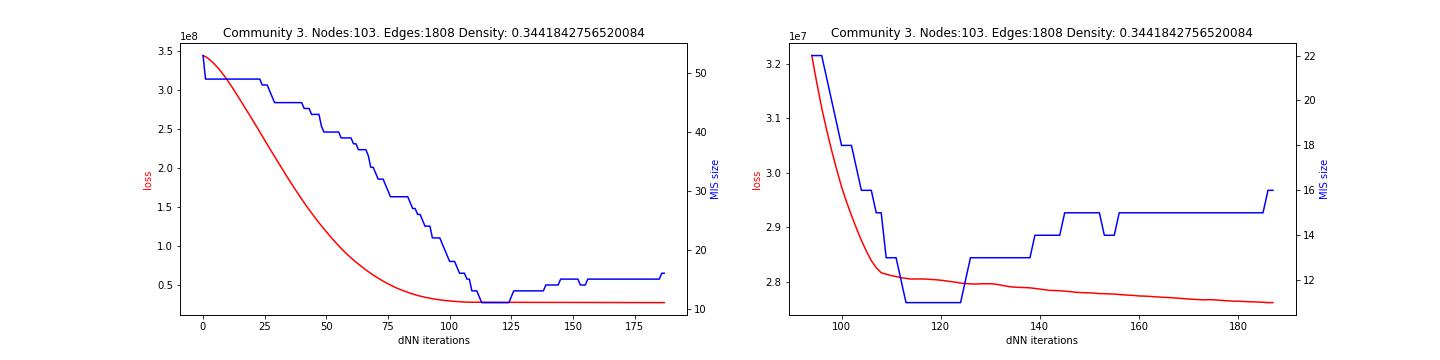 Community 3. Nodes:103. Edges:1808 Density: 0.3441842756520084
1e8
3.5
3.0
2.5
2.0
1.5
1.0
0.5
loss
50
40
30
20
10
MIS size
0 25 50 75 100 125 150 175
dNN iterations
Community 3. Nodes:103. Edges:1808 Density: 0.3441842756520084
1e7
3.2
3.1
3.0
2.9
2.8
loss
22
20
18
16
14
12
MIS size
100 120 140 160 180
dNN iterations